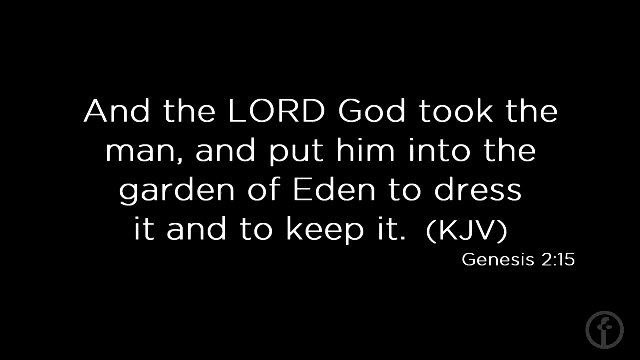 And the LORD God took the
man, and put him into the
garden of Eden to dress
it and to keep it. (KJV)
Genesis 2:15